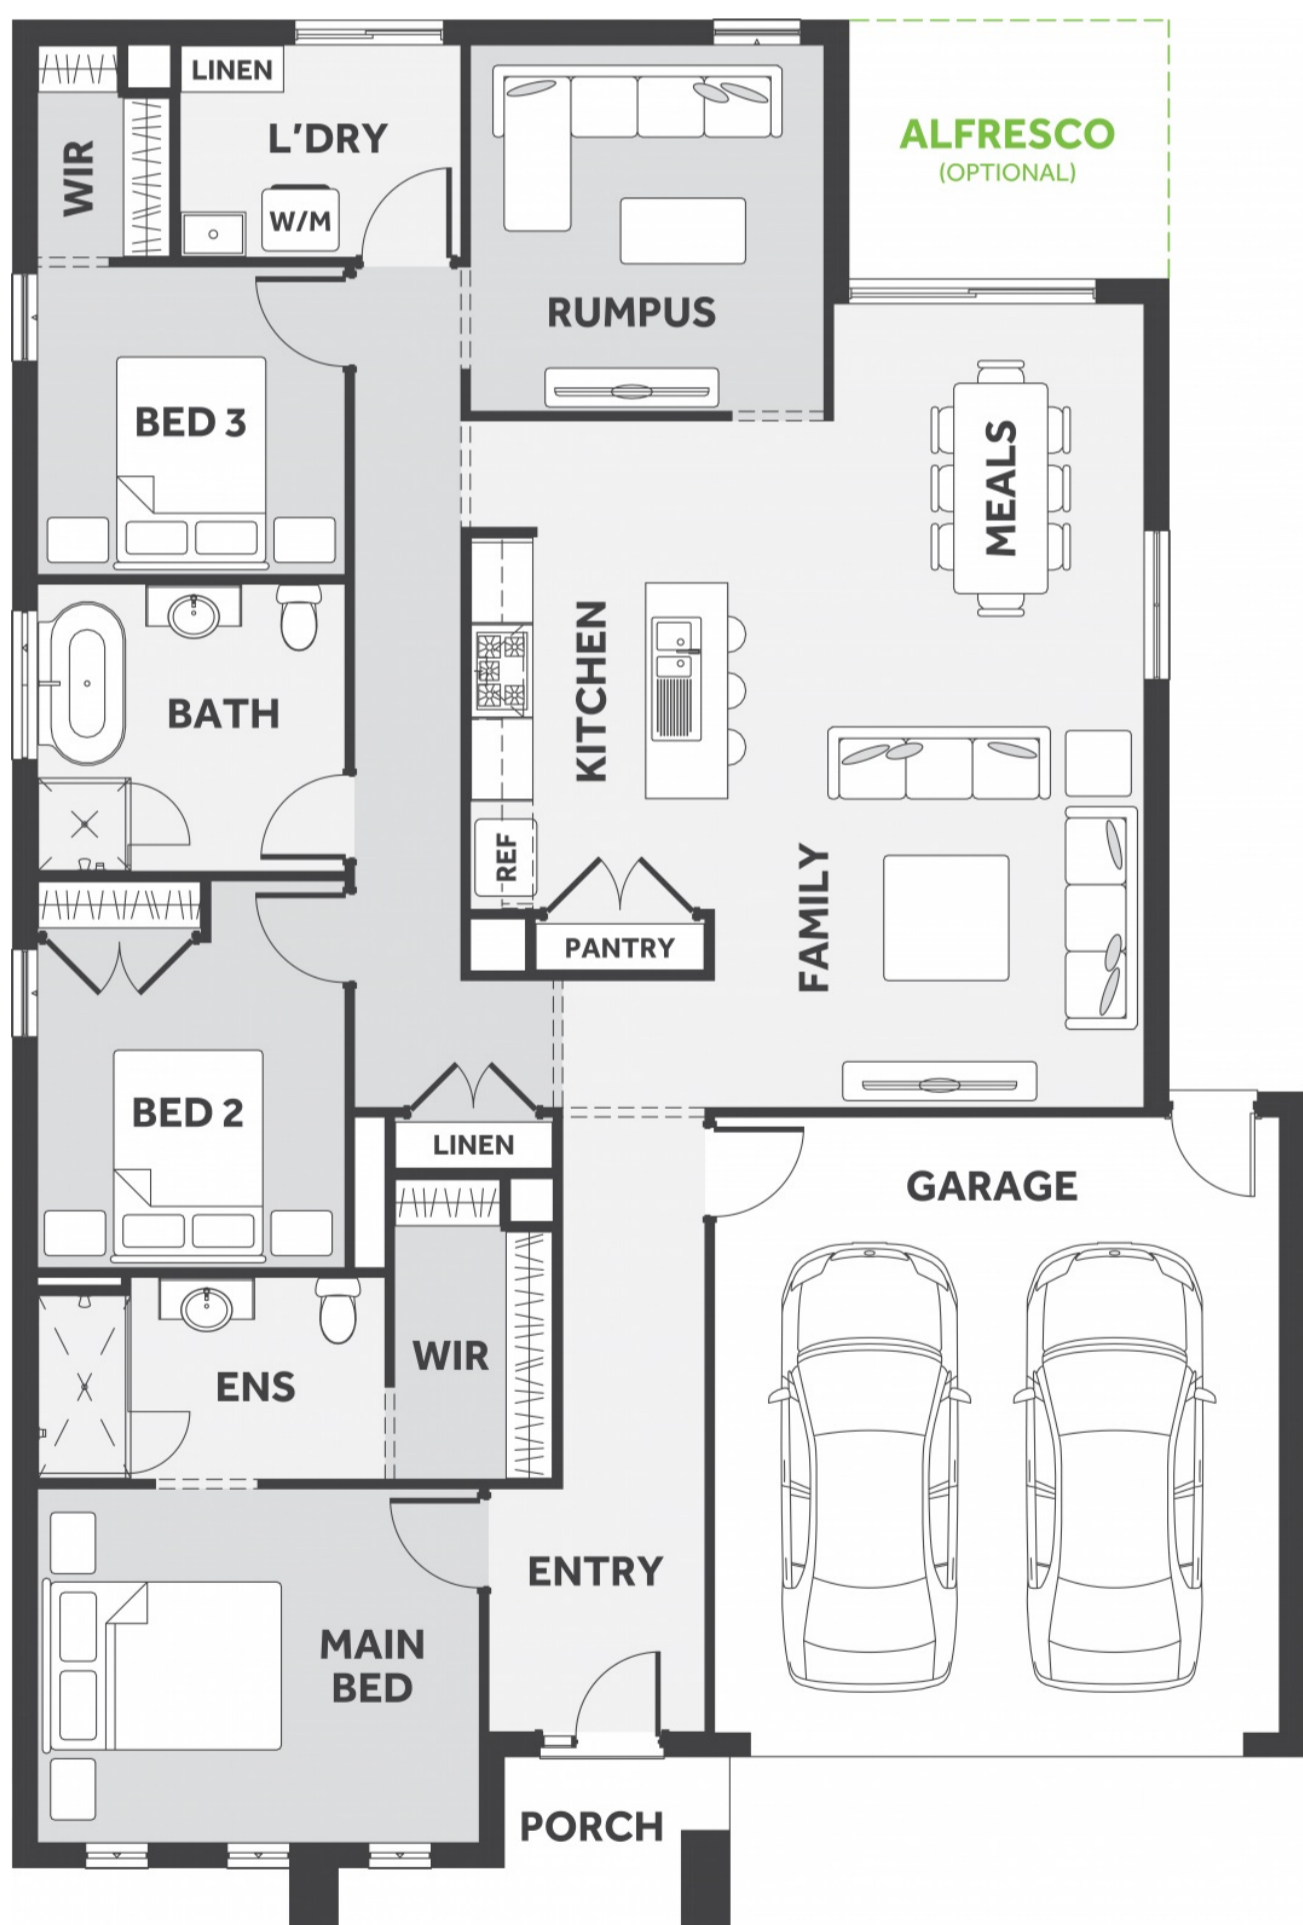 LINEN
L'DRY
WIR
W/M
ALFRESCO
(OPTIONAL)
RUMPUS
BED 3
MEALS
KITCHEN
BATH
REF
PANTRY
FAMILY
BED 2
LINEN
GARAGE
WIR
ENS
ENTRY
MAIN
BED
PORCH